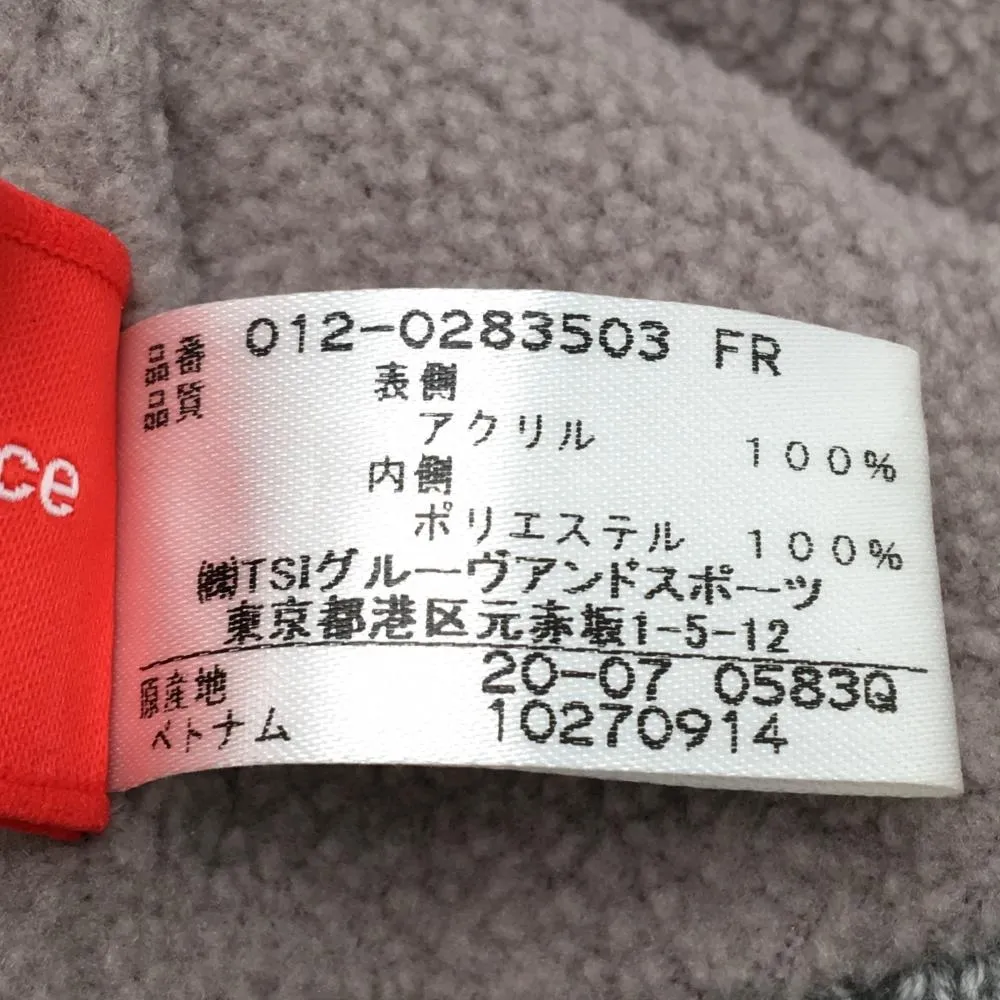 ce
品番 012-0283503 FR
品質 表側
アクリル 100%
内側
ポリエステル 100%
㈱TSIグルーヴアンドスポーツ
東京都港区元赤坂1-5-12
原産地 20-07 0583Q
ベトナム 10270914